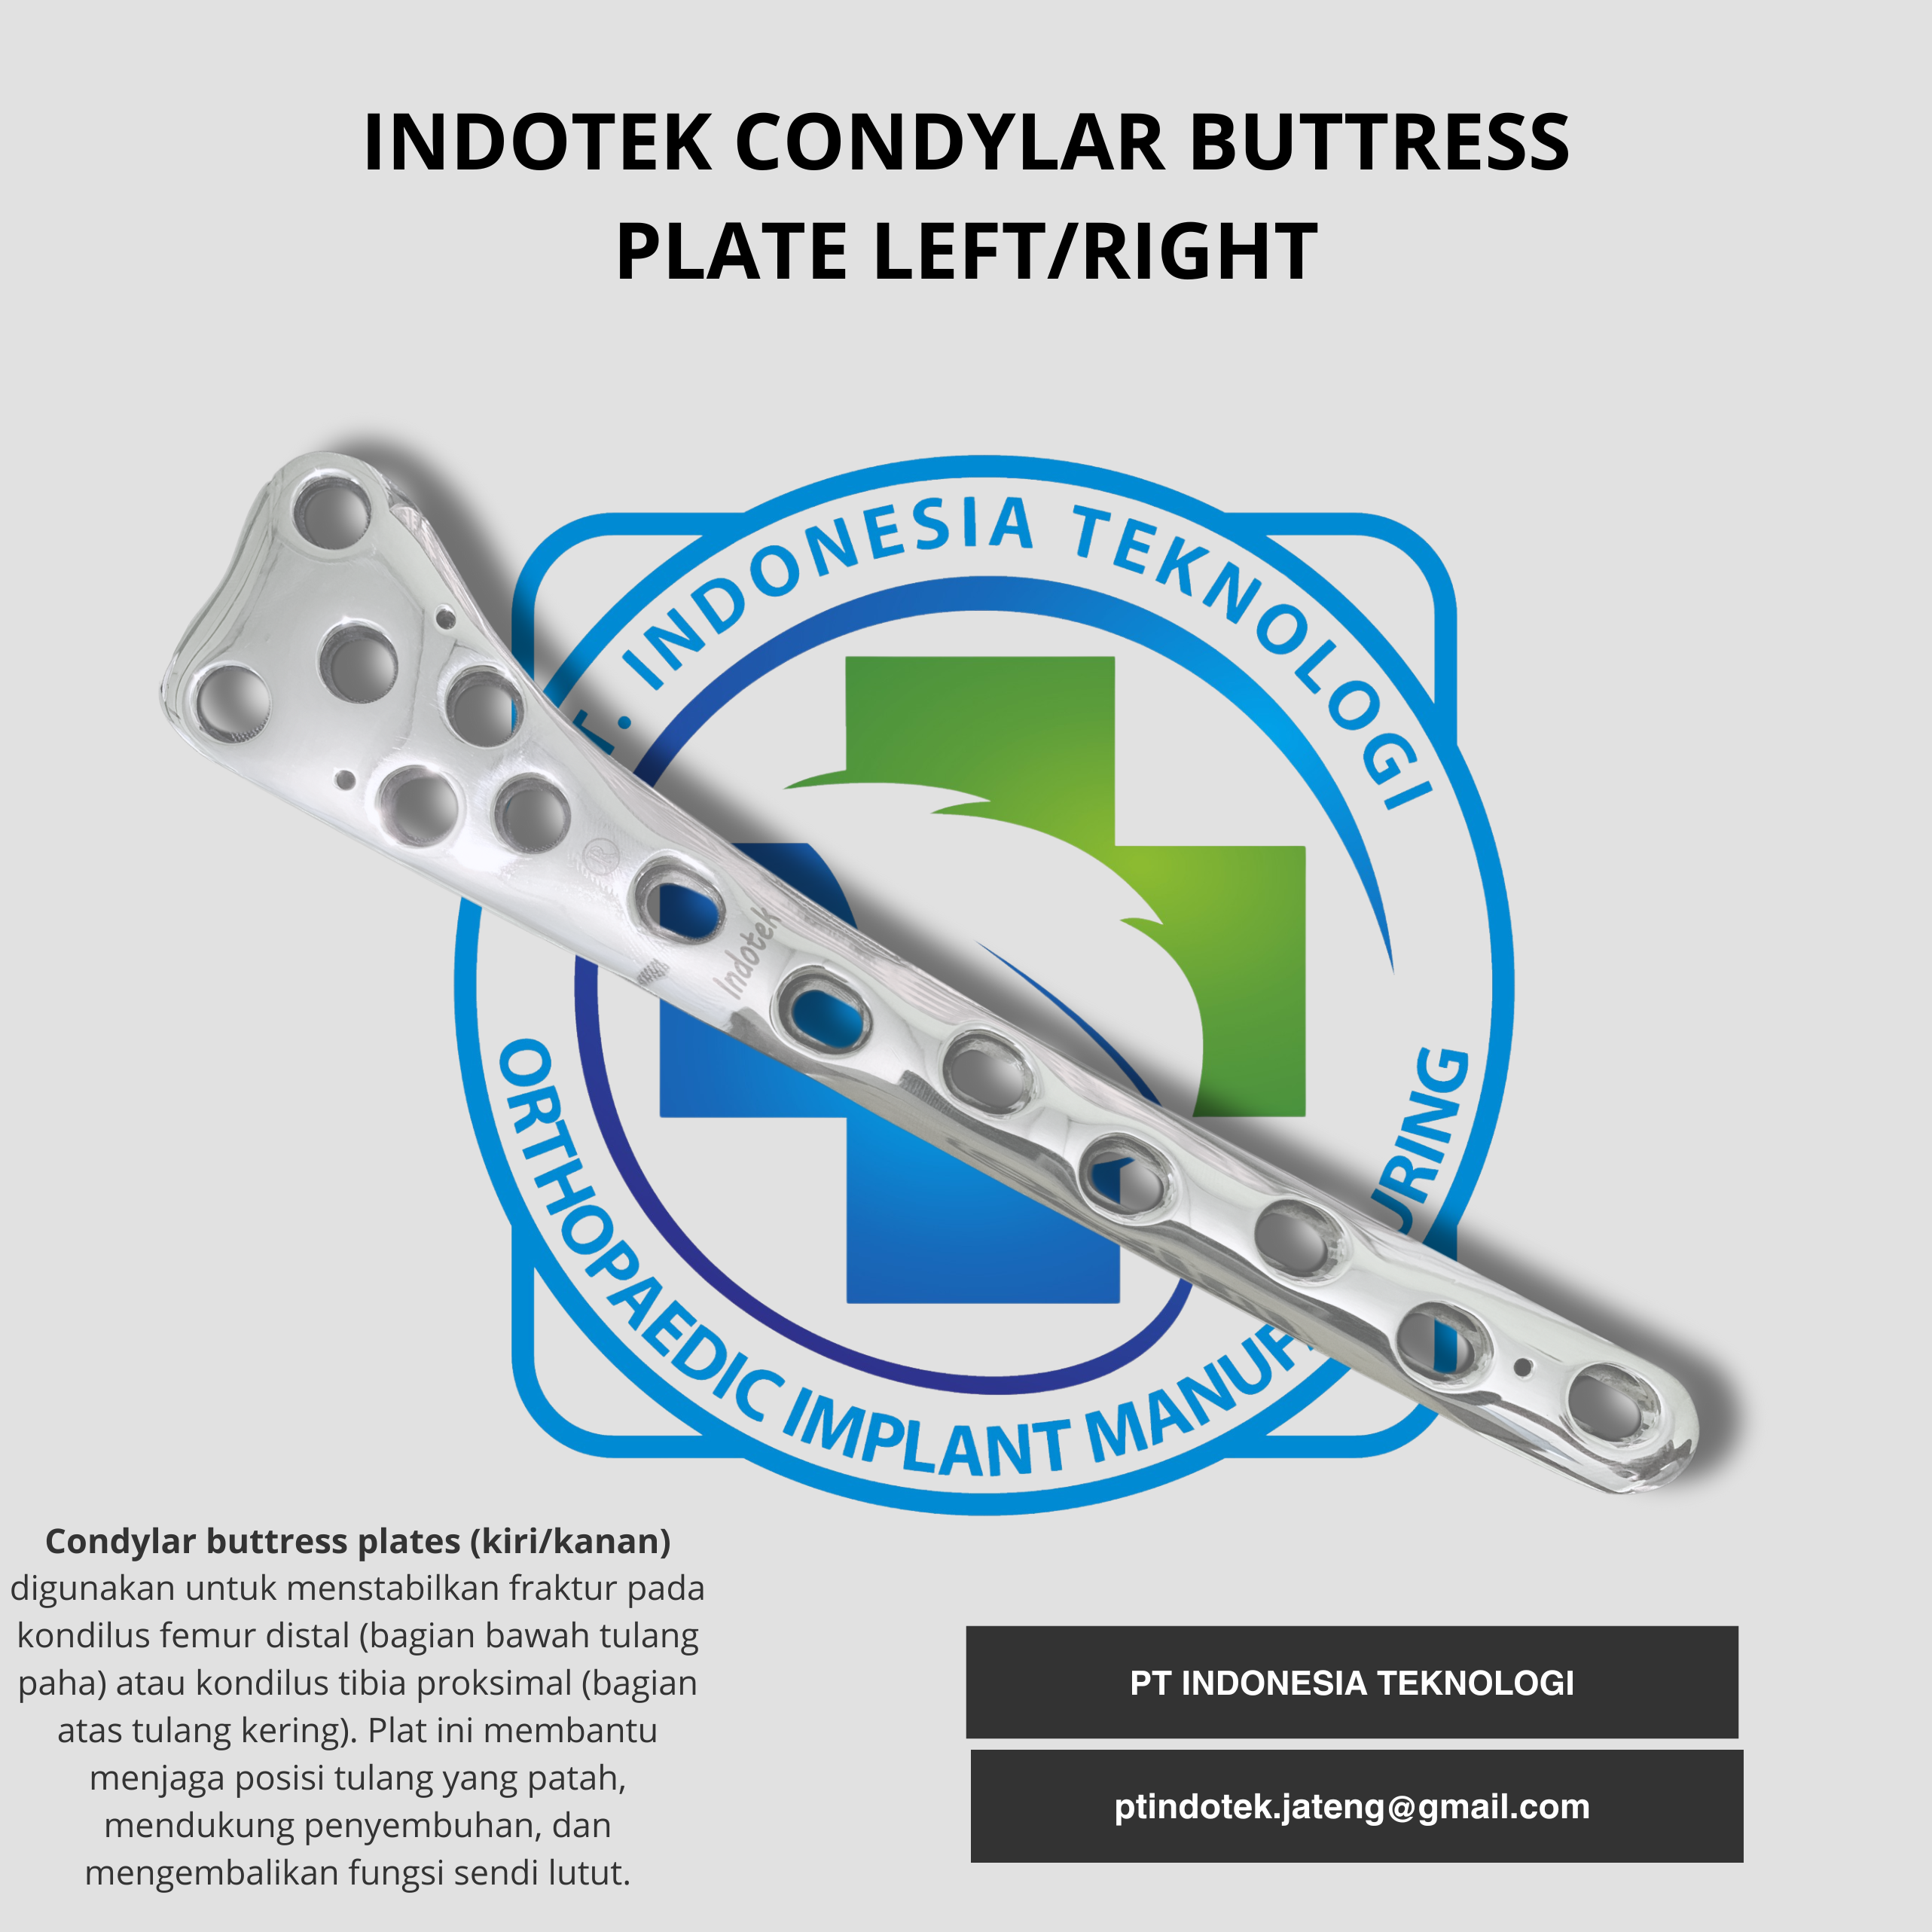 INDOTEK CONDYLAR BUTTRESS
PLATE LEFT/RIGHT
INDONESIA TEKNOLOGI
R
Indotek
ORTHOPAEDIC IMPLANT
Condylar buttress plates (kiri/kanan)
digunakan untuk menstabilkan fraktur pada
kondilus femur distal (bagian bawah tulang
paha) atau kondilus tibia proksimal (bagian
atas tulang kering). Plat ini membantu
menjaga posisi tulang yang patah,
mendukung penyembuhan, dan
mengembalikan fungsi sendi lutut.
PT INDONESIA TEKNOLOGI
ptindotek.jateng@gmail.com